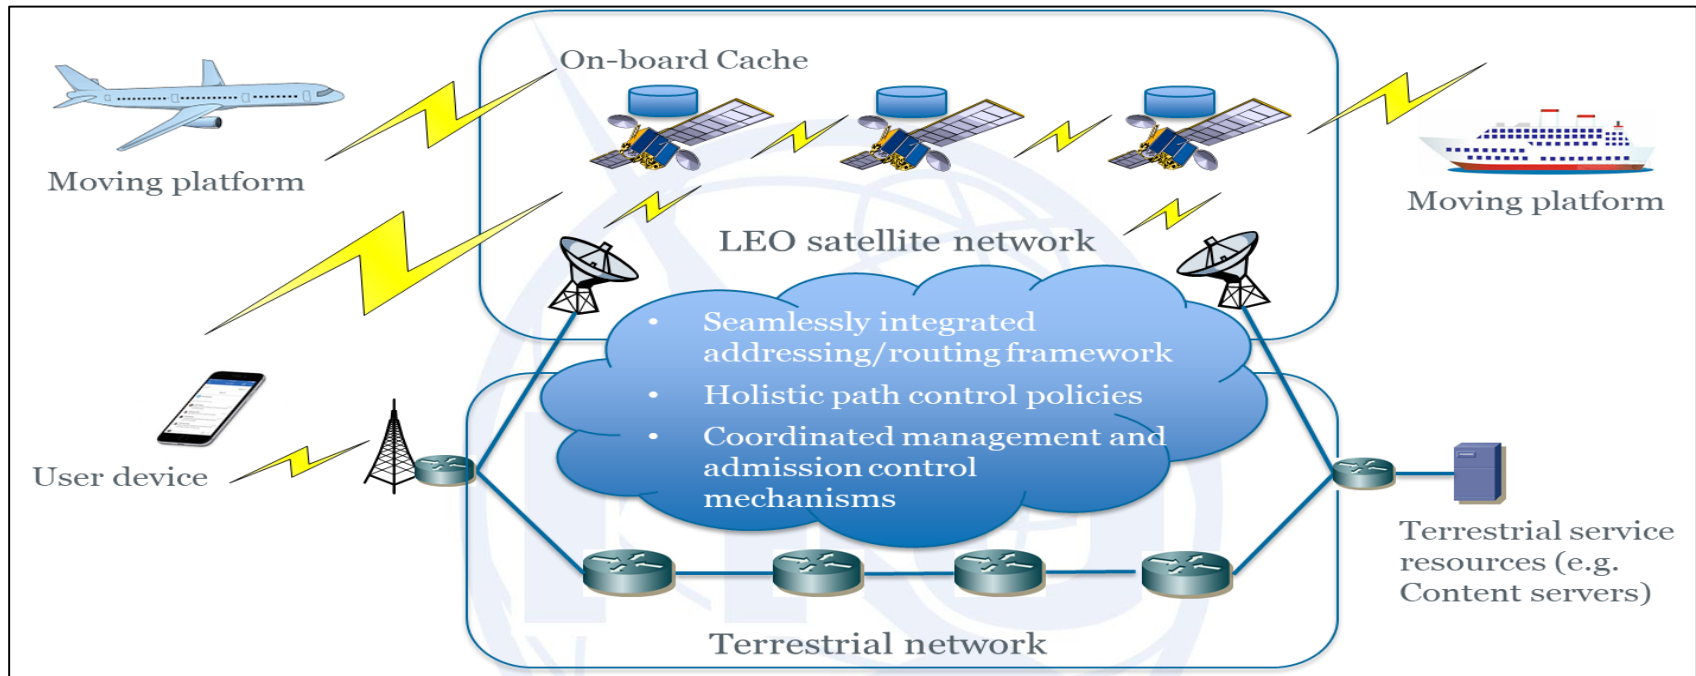 On-board Cache
Moving platform
Moving platform
LEO satellite network
• Seamlessly integrated
addressing/routing framework
• Holistic path control policies
• Coordinated management and
admission control
mechanisms
User device
Terrestrial service
resources (e.g.
Content servers)
Terrestrial network